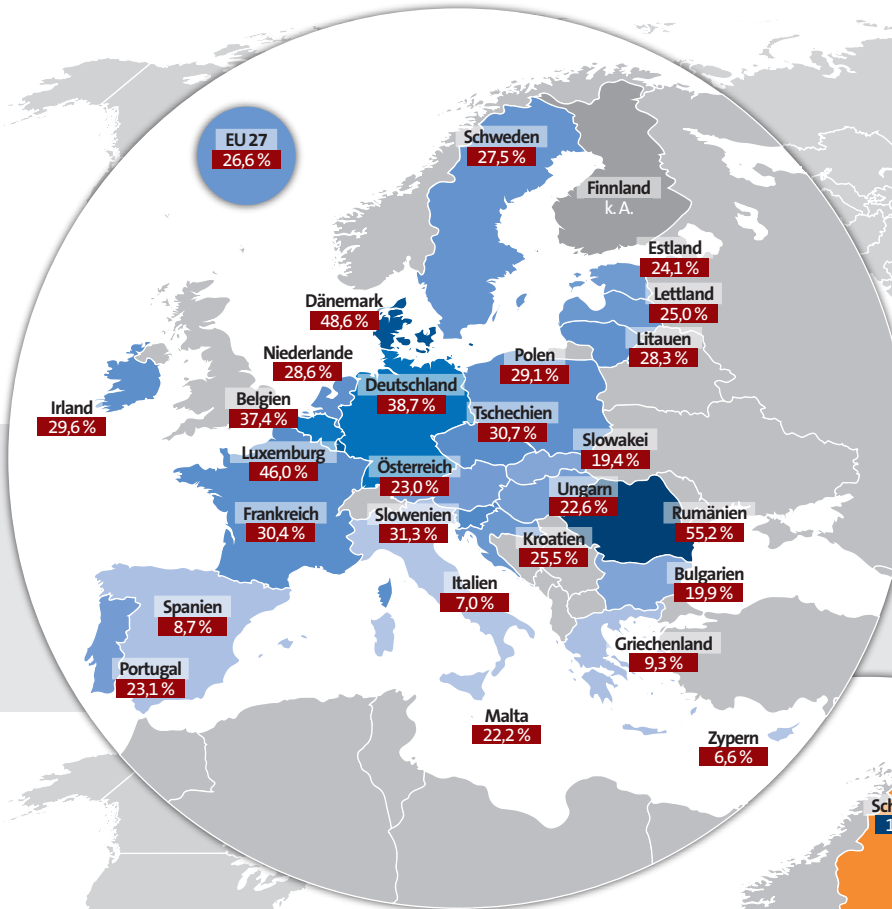 EU 27
26,6 %
Schweden
27,5 %
Finnland
k. A.
Estland
24,1 %
Lettland
25,0 %
Litauen
28,3 %
Dänemark
48,6 %
Niederlande
28,6 %
Polen
29,1 %
Deutschland
38,7 %
Irland
29,6 %
Belgien
37,4 %
Tschechien
30,7 %
Slowakei
19,4 %
Luxemburg
46,0 %
Österreich
23,0 %
Ungarn
22,6 %
Rumänien
55,2 %
Frankreich
30,4 %
Slowenien
31,3 %
Kroatien
25,5 %
Bulgarien
19,9 %
Italien
7,0 %
Spanien
8,7 %
Griechenland
9,3 %
Portugal
23,1 %
Malta
22,2 %
Zypern
6,6 %